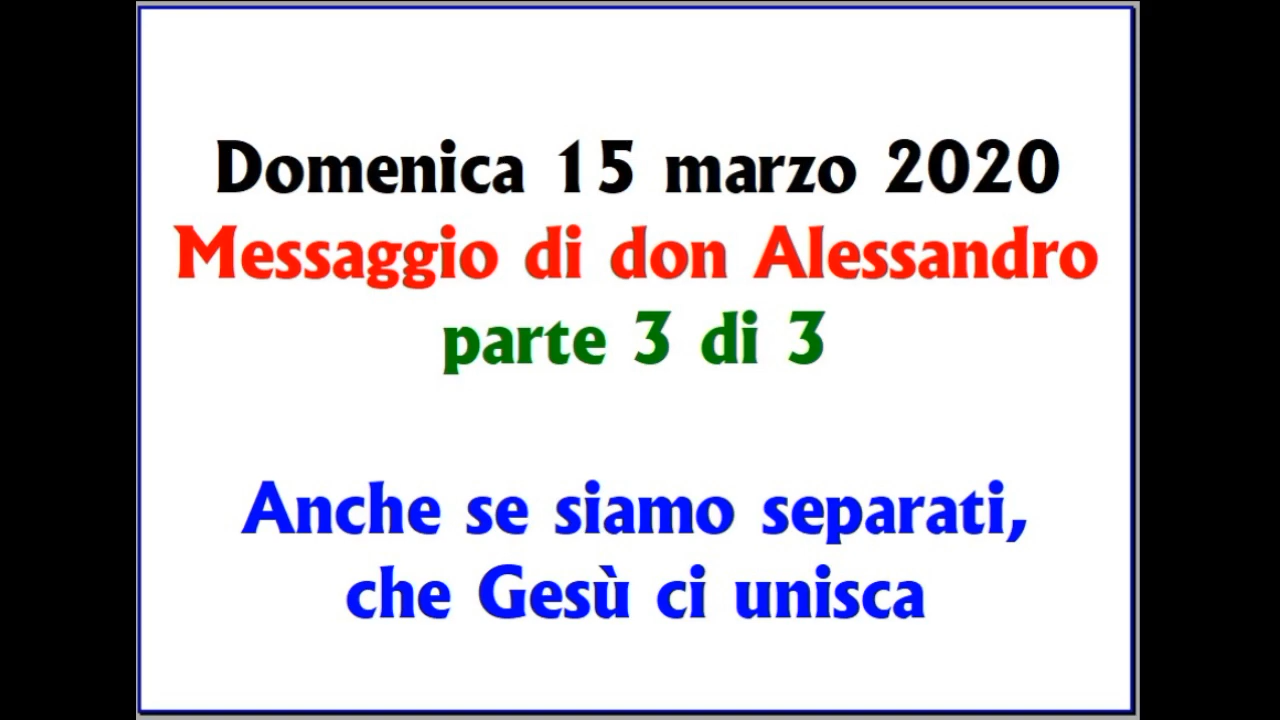 Domenica 15 marzo 2020
Messaggio di don Alessandro
parte 3 di 3
Anche se siamo separati,
che Gesù ci unisca